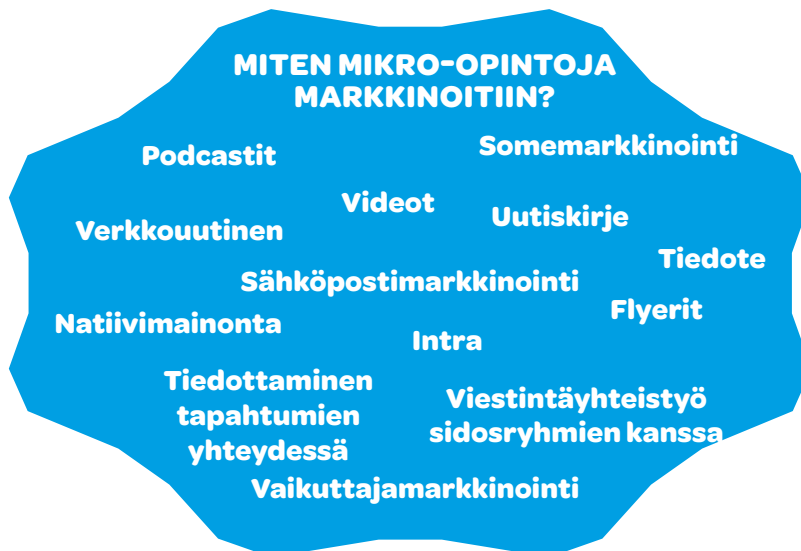 MITEN MIKRO-OPINTOJA
MARKKINOITIIN?
Podcastit
Somemarkkinointi
Videot
Uutiskirje
Verkkouutinen
Tiedote
Sähköpostimarkkinointi
Flyerit
Natiivimainonta
Intra
Tiedottaminen
tapahtumien
yhteydessä
Viestintäyhteistyö
sidosryhmien kanssa
Vaikuttajamarkkinointi